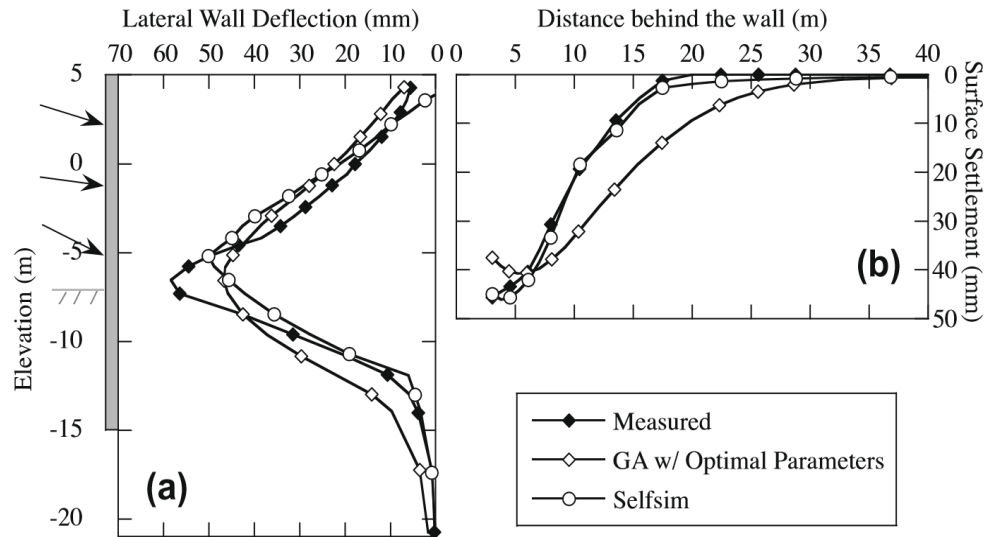 Lateral Wall Deflection (mm)
70 60 50 40 30 20 10 0
5
0
-5
-10
-15
-20
Elevation (m)
(a)
Distance behind the wall (m)
0 5 10 15 20 25 30 35 40
0
10
20
30
40
50
Surface Settlement
(mm)
(b)
Measured
GA w/ Optimal Parameters
Selfsim